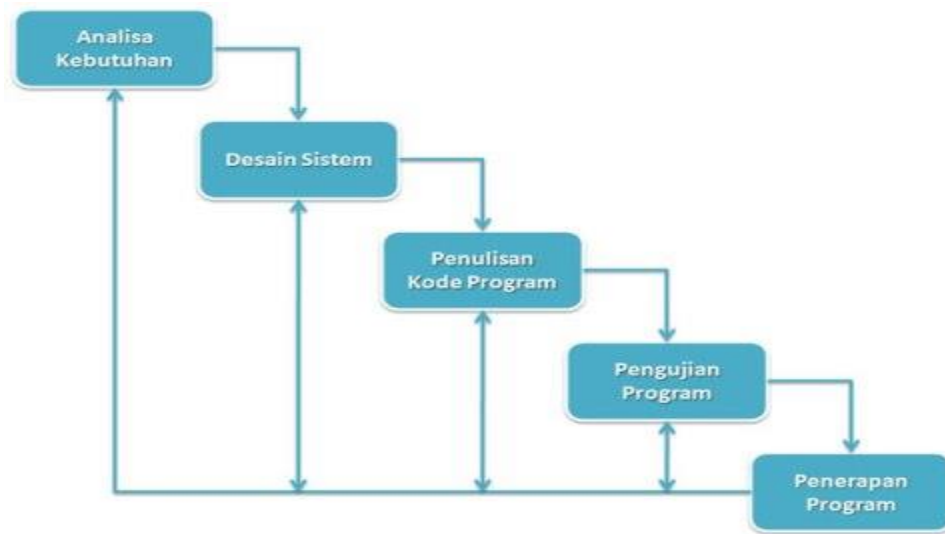 Analisa
Kebutuhan
Desain Sistem
Penulisan
Kode Program
Pengujian
Program
Penerapan
Program